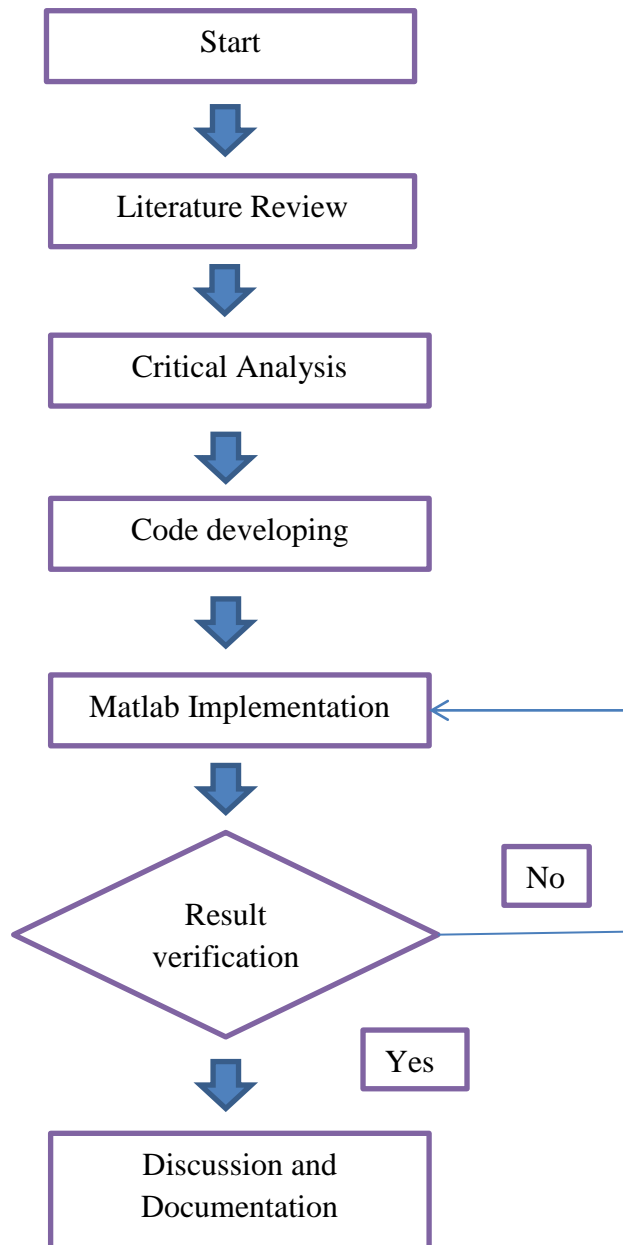 Start
Literature Review
Critical Analysis
Code developing
Matlab Implementation
No
Result
verification
Yes
Discussion and
Documentation